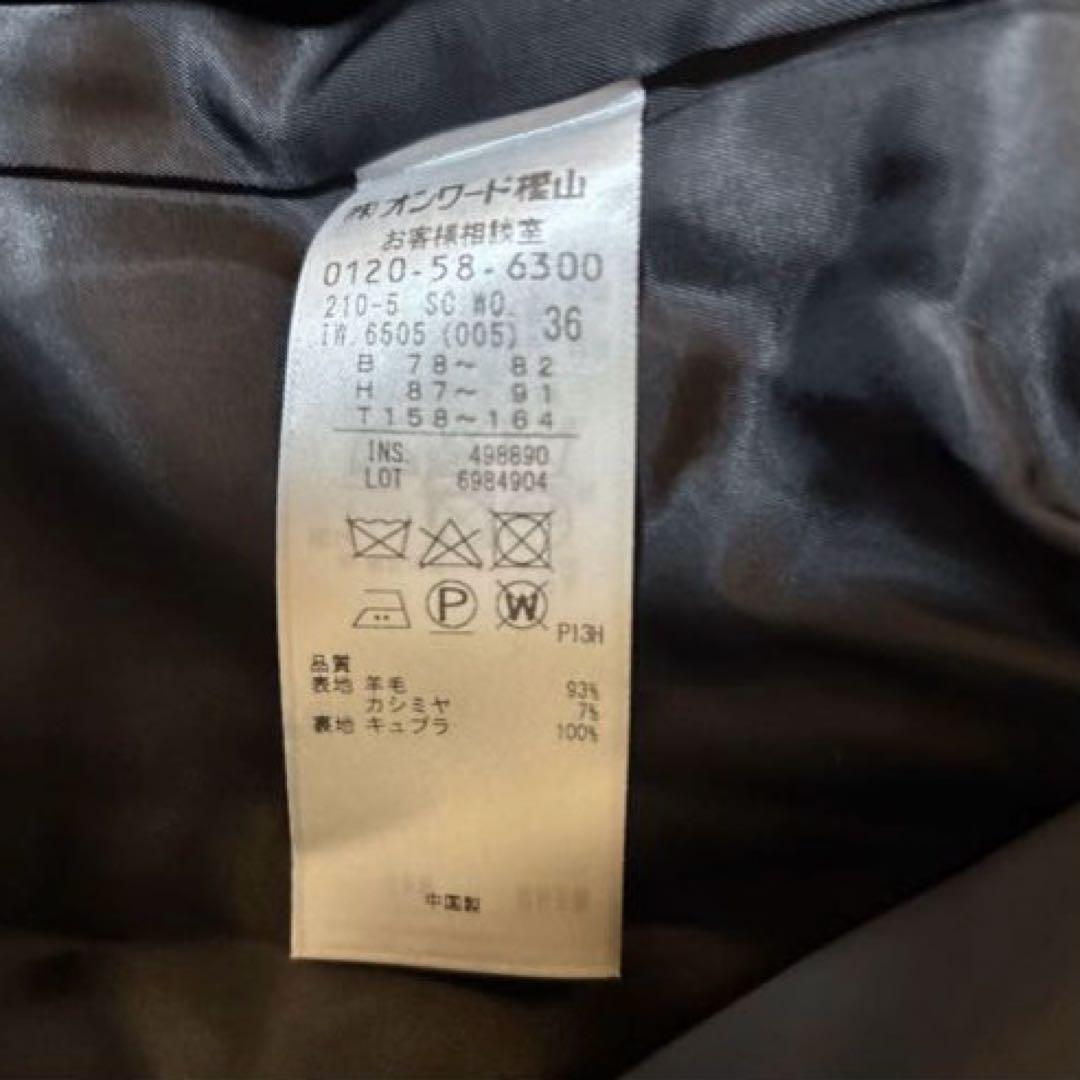 ㈱オンワード樫山
お客様相談室
0120-58-6300
210-5 SC WO. 36
IW.6505 (005)
B 78～ 82
H 87～ 91
T158～164
INS. 498890
LOT 6984904
P
W
P13H
品質
表地 羊毛 93%
カシミヤ 7%
裏地 キュプラ 100%
中国製